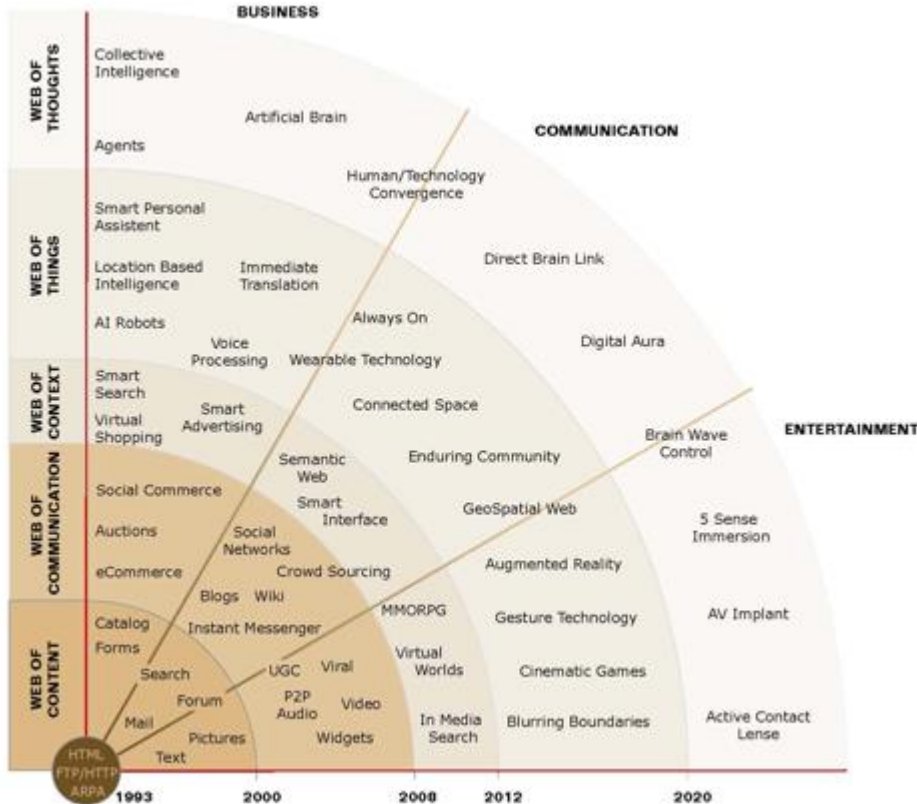 BUSINESS
COMMUNICATION
ENTERTAINMENT
WEB OF
THOUGHTS
Collective
Intelligence
Artificial Brain
Agents
Human/Technology
Convergence
Direct Brain Link
Digital Aura
Brain Wave
Control
5 Sense
Immersion
AV Implant
Active Contact
Lense
WEB OF
THINGS
Smart Personal
Assistent
Location Based
Intelligence
Immediate
Translation
AI Robots
Voice
Processing
Always On
Wearable Technology
Connected Space
Enduring Community
GeoSpatial Web
Augmented Reality
Gesture Technology
Cinematic Games
Blurring Boundaries
WEB OF
CONTEXT
Smart
Search
Virtual
Shopping
Smart
Advertising
Semantic
Web
Smart
Interface
MMORPG
Virtual
Worlds
In Media
Search
WEB OF
COMMUNICATION
Social Commerce
Auctions
eCommerce
Social
Networks
Crowd Sourcing
Blogs
Wiki
Instant Messenger
UGC
Viral
P2P
Audio
Video
Widgets
WEB OF
CONTENT
Catalog
Forms
Search
Forum
Mail
Pictures
Text
HTML
FTP/HTTP
ARPA
1993
2000
2008
2012
2020